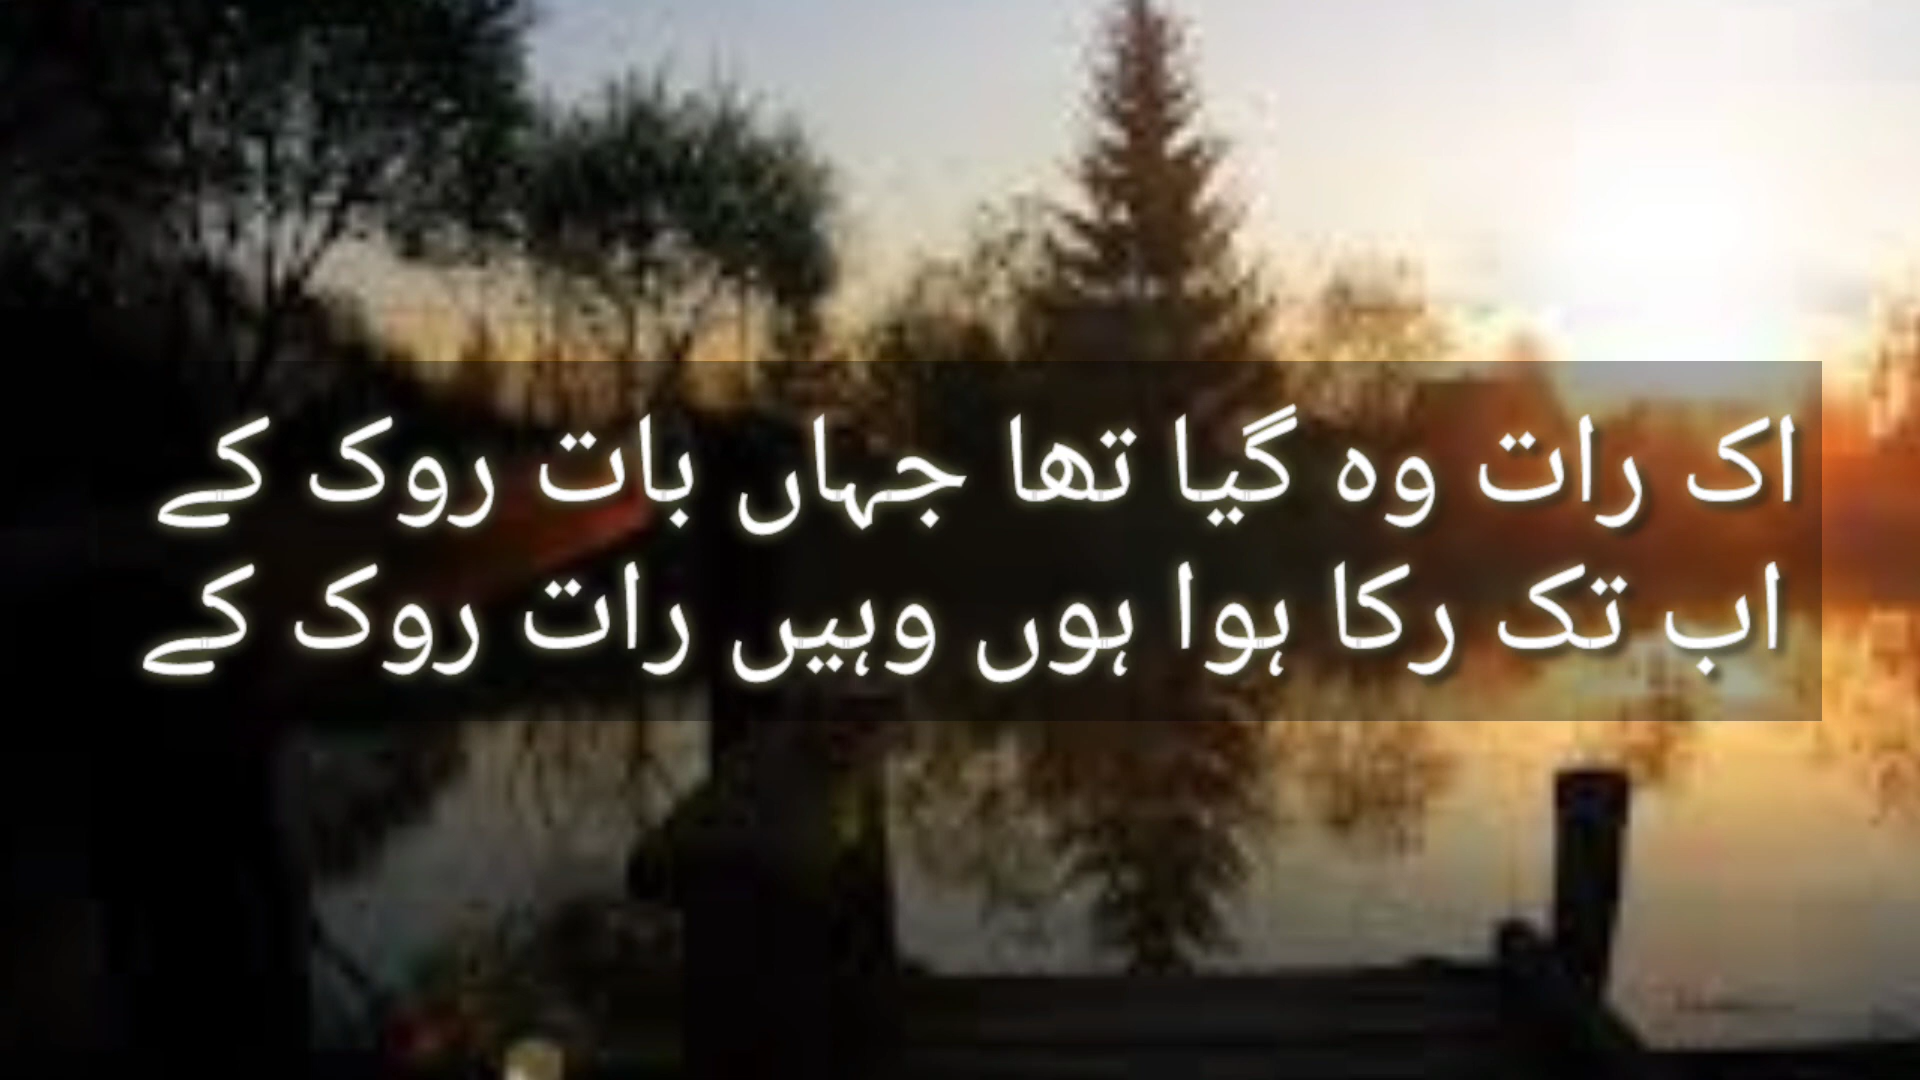 اک رات وہ گیا تھا جہاں بات روک کے
اب تک رکا ہوا ہوں وہیں رات روک کے